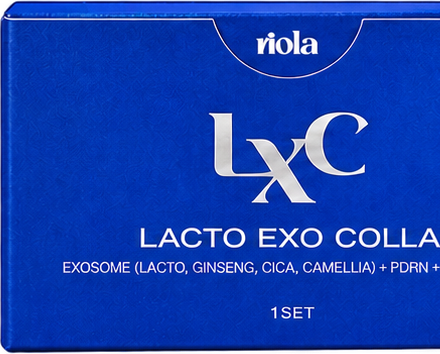 riola
LXC
LACTO EXO COLLA
EXOSOME (LACTO, GINSENG, CICA, CAMELLIA) + PDRN +
1SET